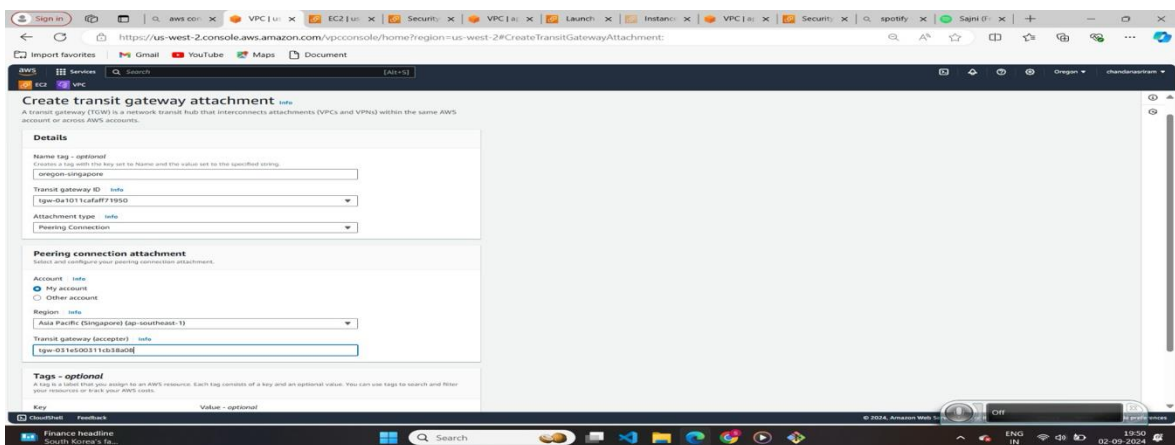 Sign in
aws con
VPC | us
EC2 | us
Securit
VPC | a
Launch
Instanc
VPC | a
Securit
spotify
Sajni (F
https://us-west-2.console.aws.amazon.com/vpcconsole/home?region=us-west-2#CreateTransitGatewayAttachment:
Import favorites Gmail YouTube Maps Document
aws Services Search [Alt+S] Oregon chandanasriram
EC2 VPC
Create transit gateway attachment Info
A transit gateway (TGW) is a network transit hub that interconnects attachments (VPCs and VPNs) within the same AWS
account or across AWS accounts.
Details
Name tag - optional
Creates a tag with the key set to Name and the value set to the specified string.
oregon-singapore
Transit gateway ID Info
tgw-0a1011cafaff71950
Attachment type Info
Peering Connection
Peering connection attachment
Select and configure your peering connection attachment.
Account Info
My account
Other account
Region Info
Asia Pacific (Singapore) (ap-southeast-1)
Transit gateway (accepter) Info
tgw-031e500311cb38a08
Tags - optional
A tag is a label that you assign to an AWS resource. Each tag consists of a key and an optional value. You can use tags to search and filter
your resources or track your AWS costs.
Key Value - optional
CloudShell Feedback © 2024, Amazon Web
Off
Finance headline
South Korea's fa...
Search
ENG
IN
19:50
02-09-2024